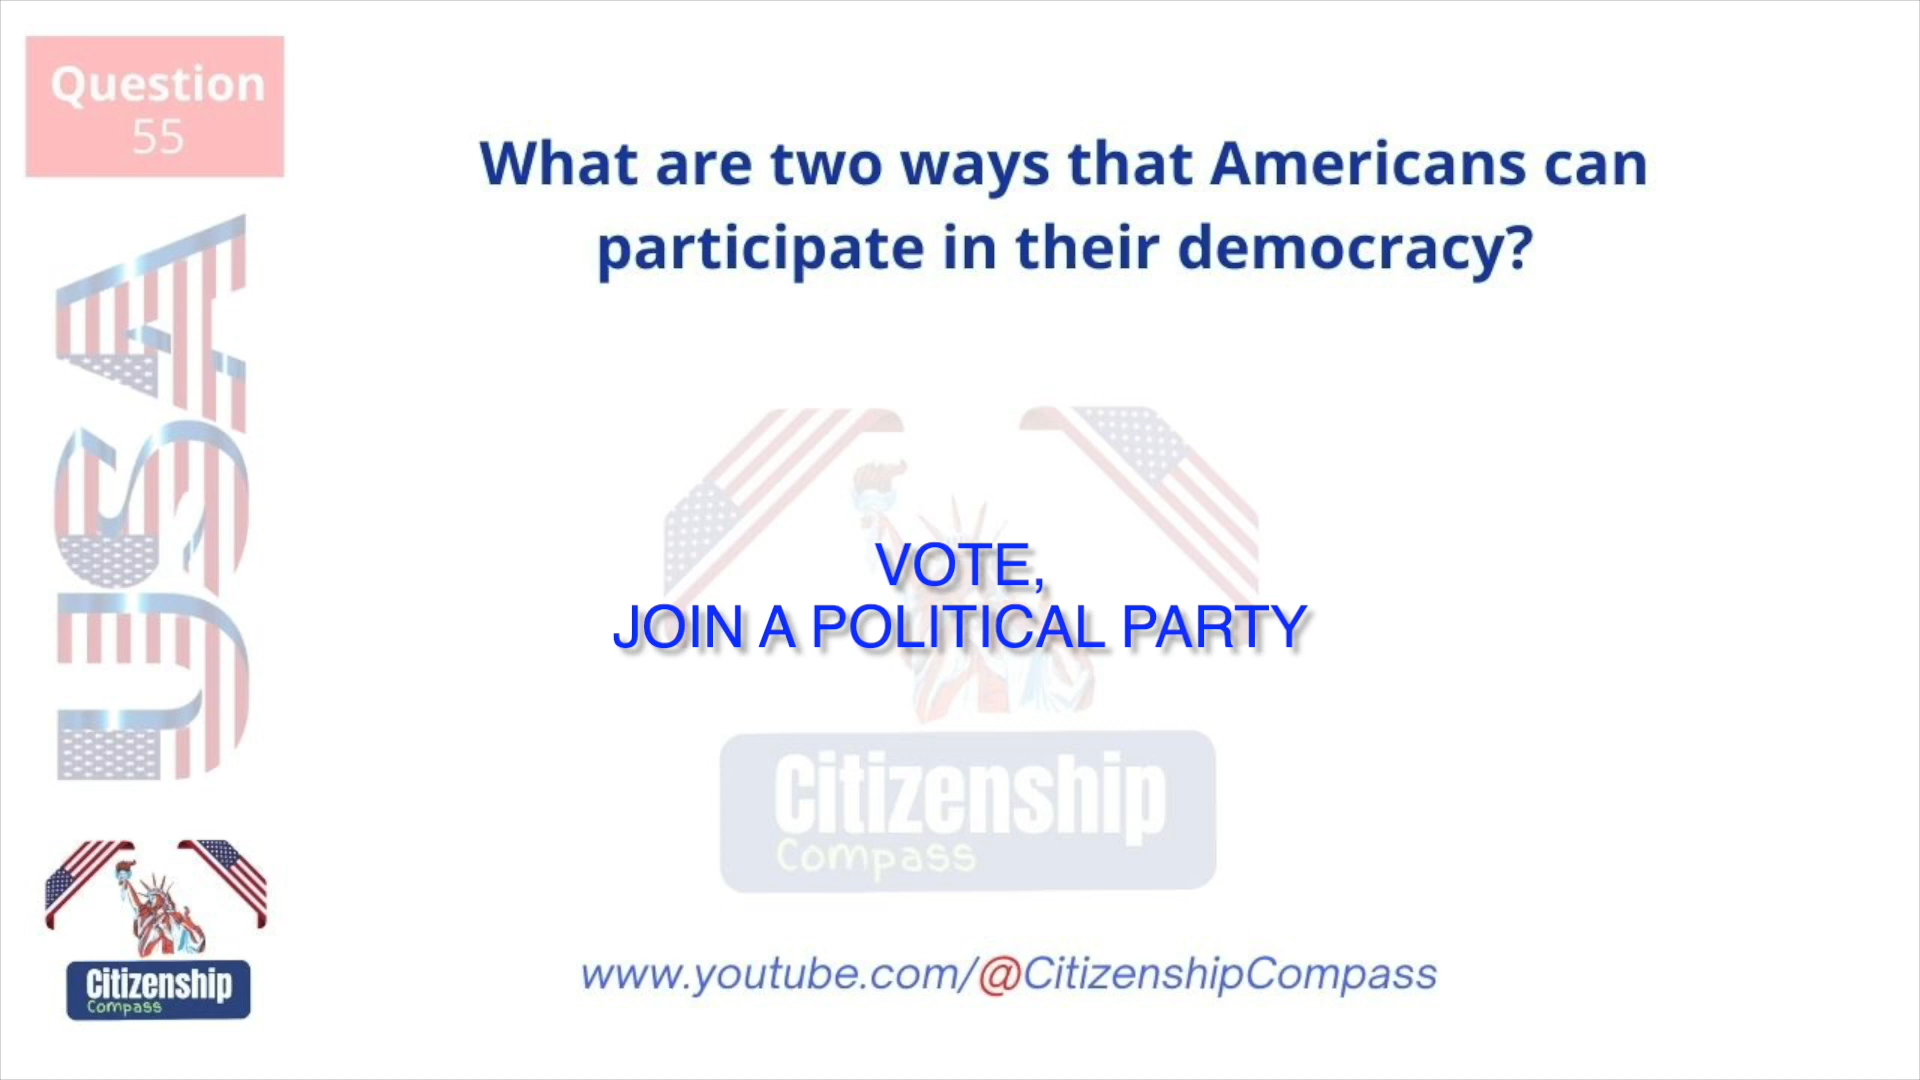 Question
55
What are two ways that Americans can
participate in their democracy?
USA
VOTE,
JOIN A POLITICAL PARTY
Citizenship
Compass
Citizenship
Compass
www.youtube.com/@CitizenshipCompass